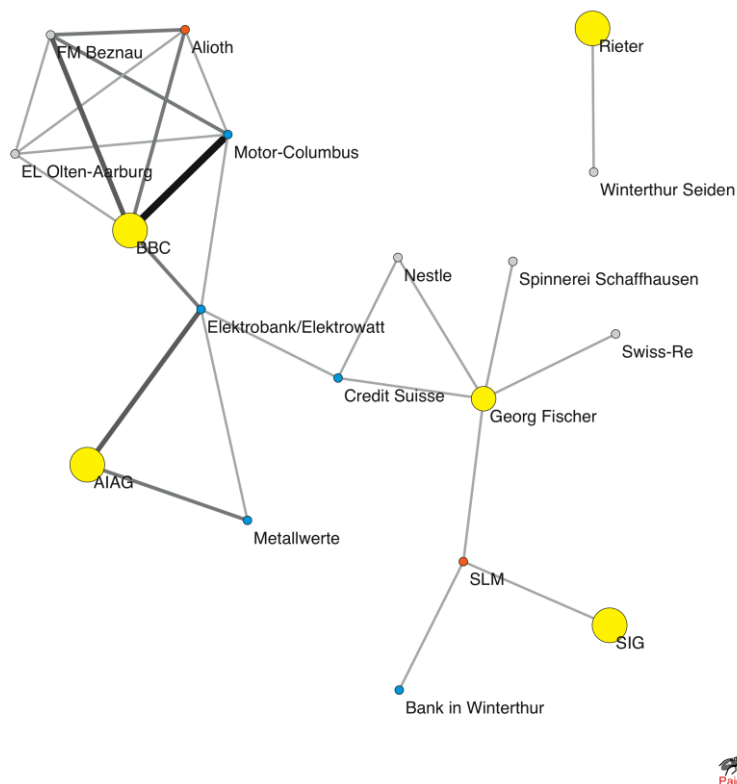 FM Beznau
Alioth
Rieter
Motor-Columbus
EL Olten-Aarburg
Winterthur Seiden
BBC
Nestle
Spinnerei Schaffhausen
Elektrobank/Elektrowatt
Swiss-Re
Credit Suisse
Georg Fischer
AIAG
Metallwerte
SLM
SIG
Bank in Winterthur